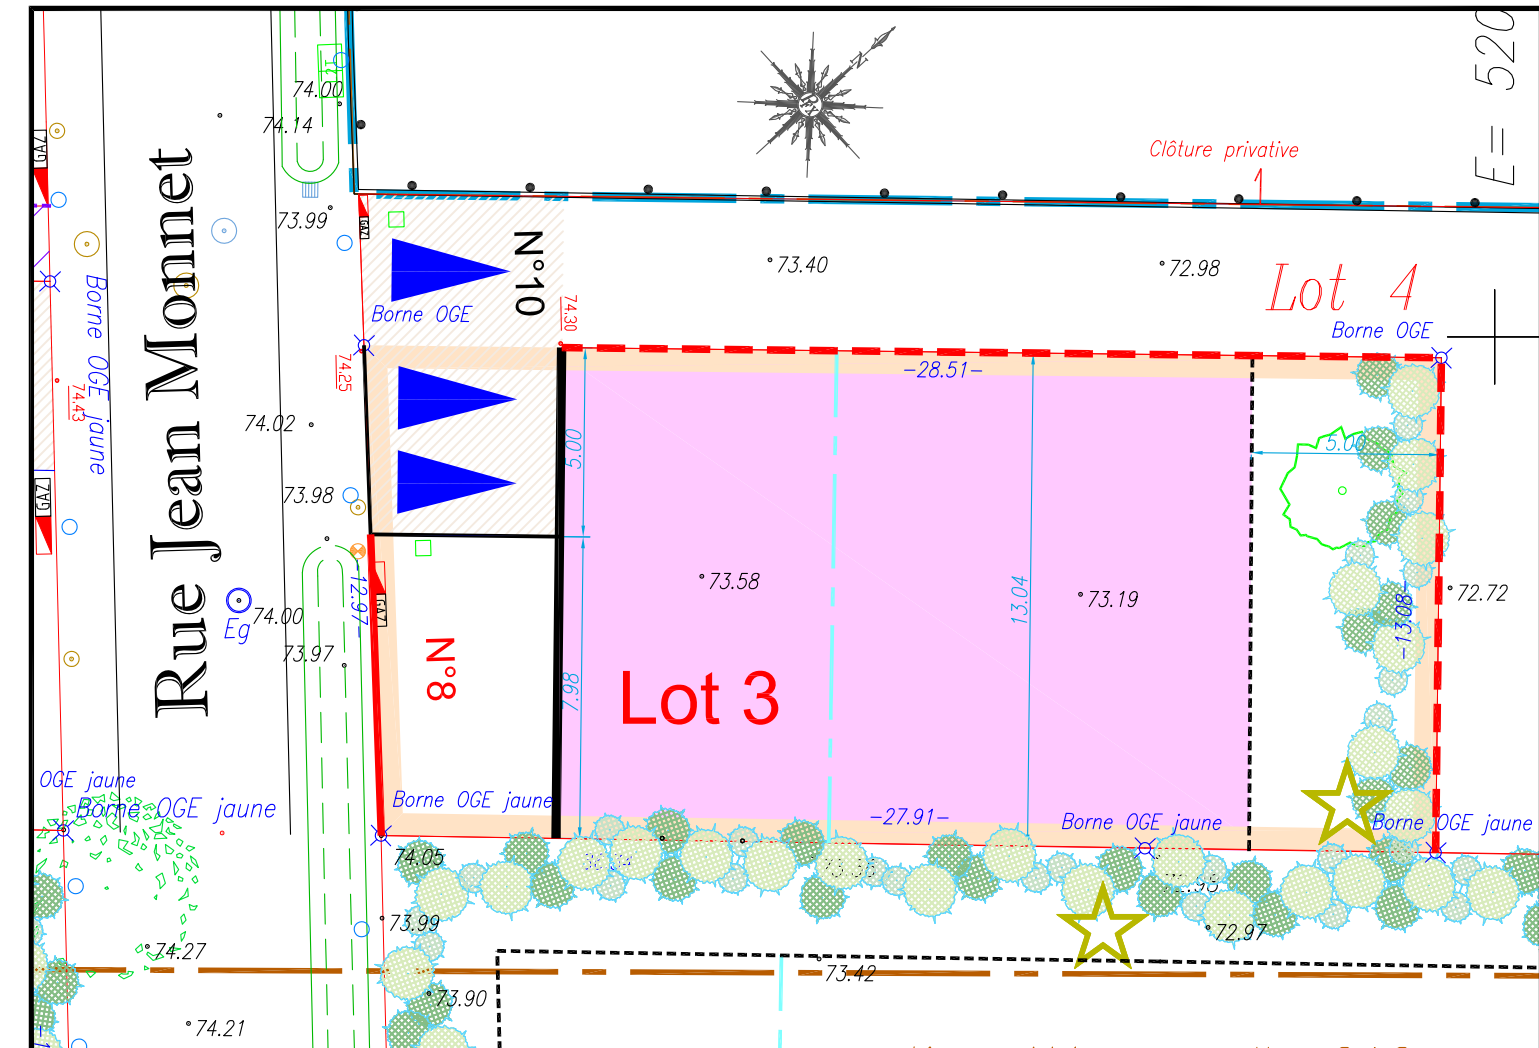 E= 520
74.00
74.14
GAZ
N
Clôture privative
1
73.99
GAZ
N°10
73.40
72.98
Lot 4
Rue Jean Monnet
Borne OGE jaune
Borne OGE
74.30
Borne OGE
74.25
-28.51-
74.43
74.02
5.00
5.00
73.98
GAZ
73.58
73.19
13.04
72.72
-12.97-
GAZ
74.00
Eg
-13.08-
73.97
N°8
7.98
Lot 3
OGE jaune
Borne OGE jaune
Borne OGE jaune
-27.91-
Borne OGE jaune
Borne OGE jaune
74.05
73.99
72.97
74.27
73.42
73.90
74.21